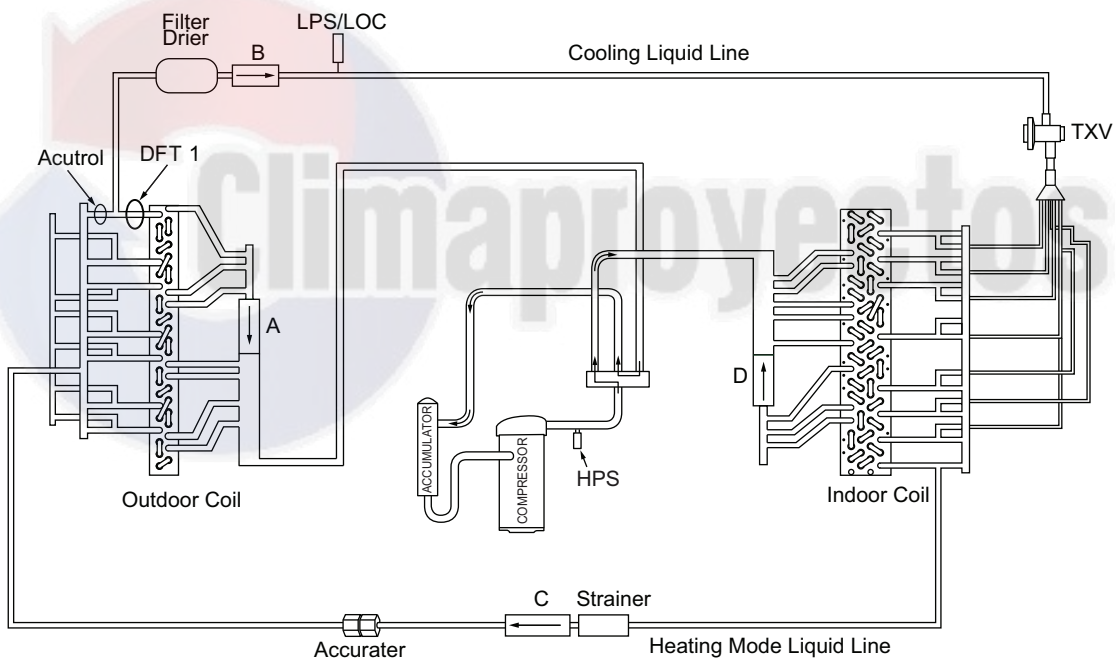 Filter
Drier
B
LPS/LOC
Cooling Liquid Line
TXV
Acutrol
DFT 1
Climaproyectos
A
D
ACCUMULATOR
COMPRESSOR
HPS
Outdoor Coil
Indoor Coil
C
Strainer
Accurater
Heating Mode Liquid Line